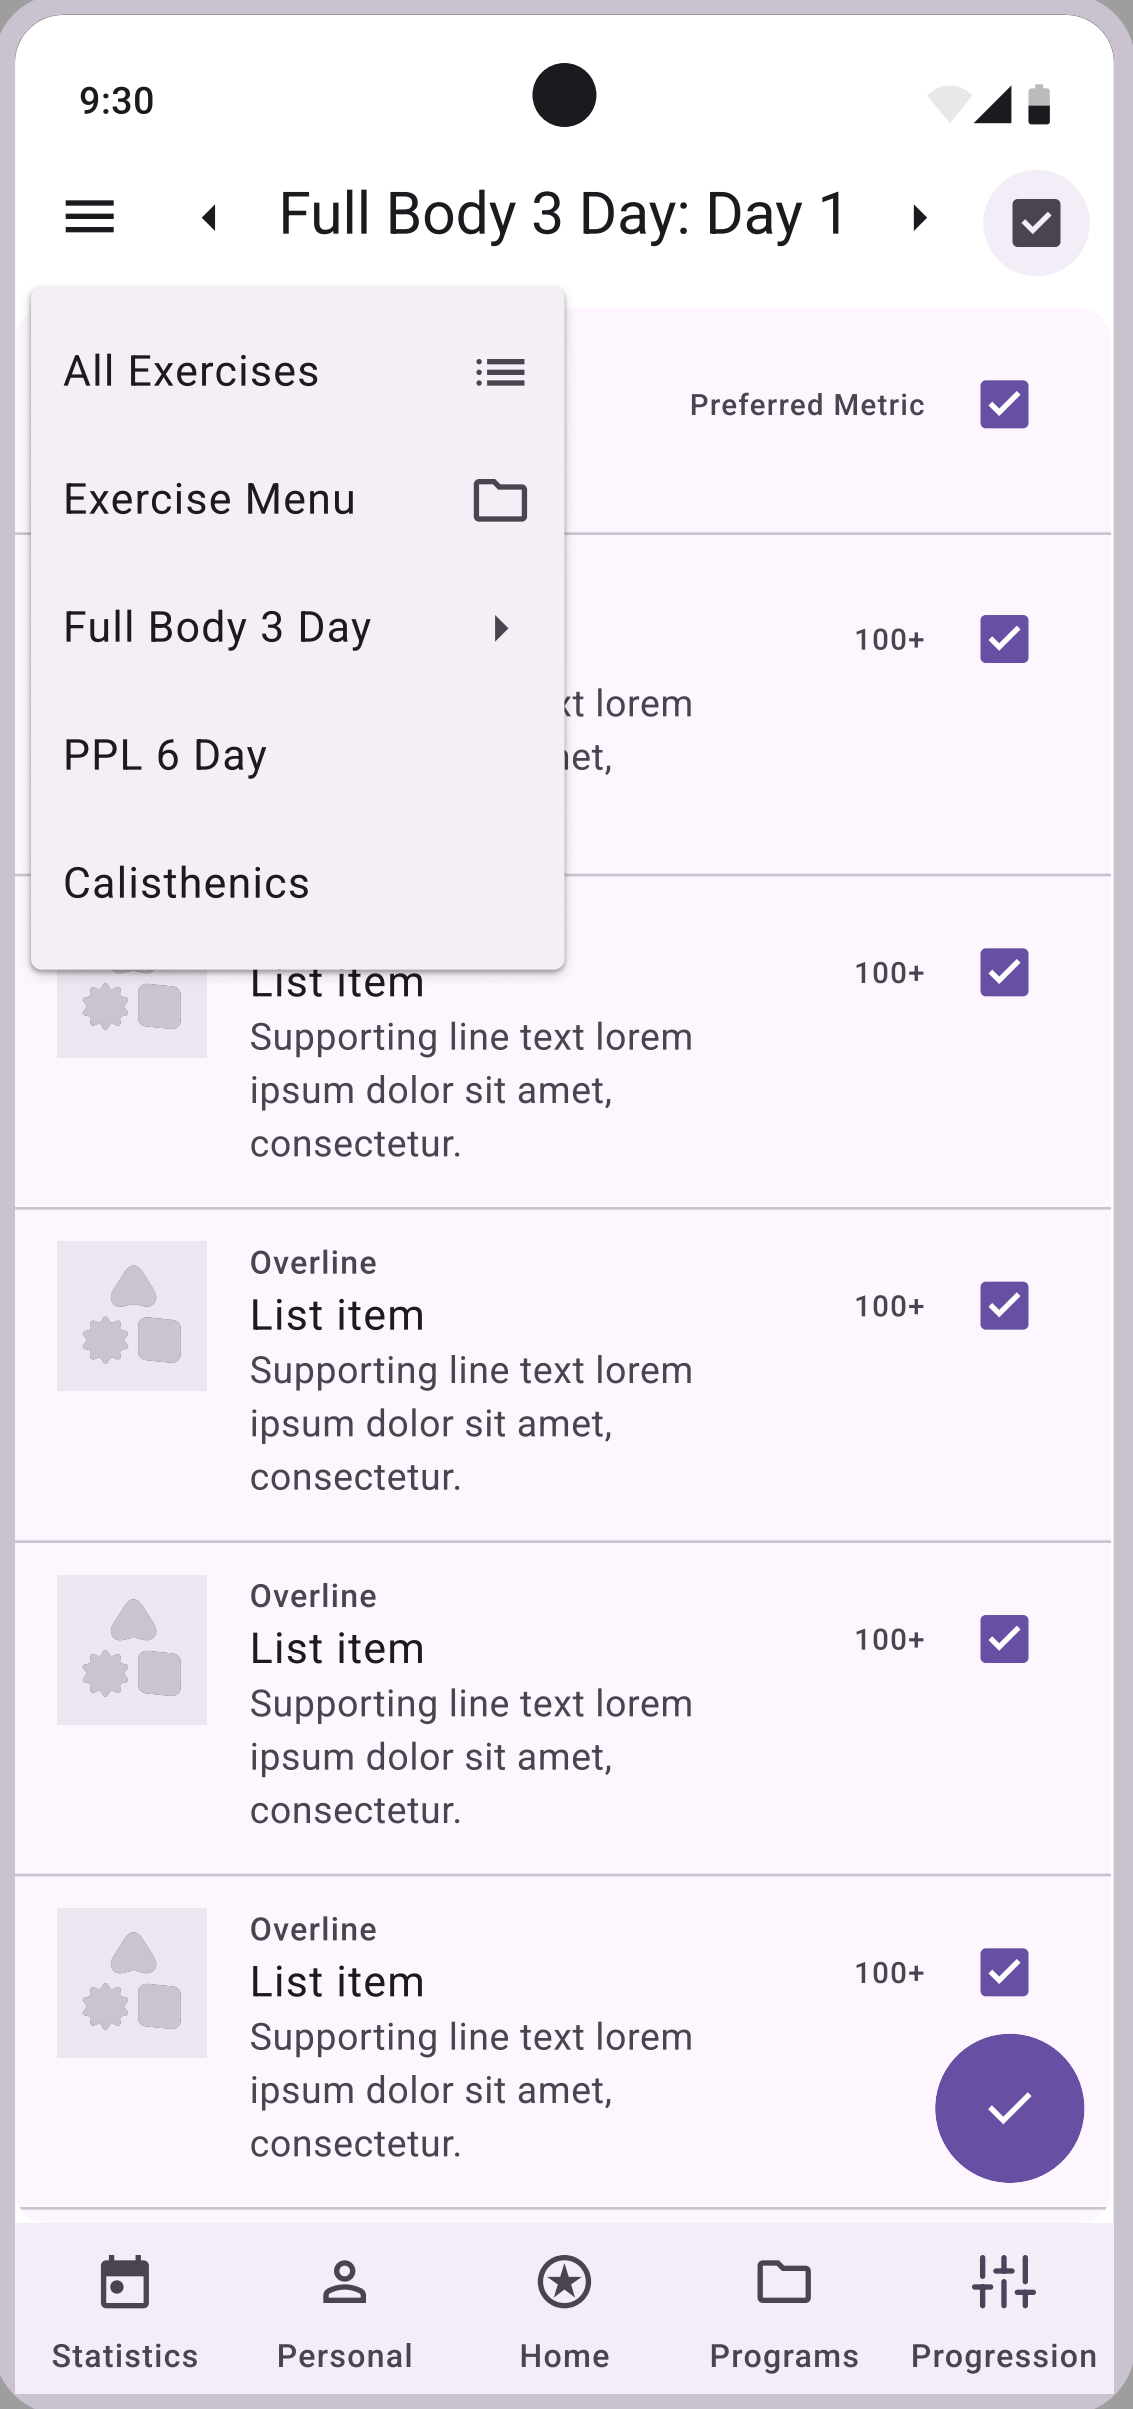 9:30
Full Body 3 Day: Day 1
All Exercises
Exercise Menu
Full Body 3 Day
PPL 6 Day
Calisthenics
Preferred Metric
100+
lorem
100+
List item
Supporting line text lorem
ipsum dolor sit amet,
consectetur.
Overline
List item
100+
Supporting line text lorem
ipsum dolor sit amet,
consectetur.
Overline
List item
100+
Supporting line text lorem
ipsum dolor sit amet,
consectetur.
Overline
List item
100+
Supporting line text lorem
ipsum dolor sit amet,
consectetur.
Statistics
Personal
Home
Programs
Progression